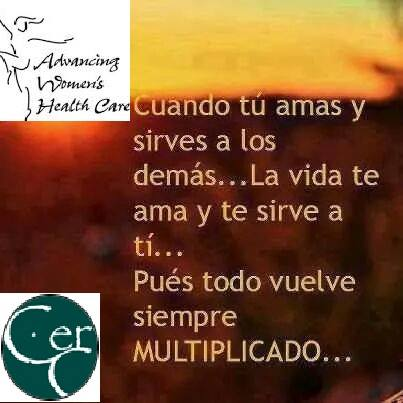 Advancing
Women's
Health Care
Cuando tú amas y
sirves a los
demás...La vida te
ama y te sirve a
tí...
Pués todo vuelve
siempre
MULTIPLICADO...
Cer